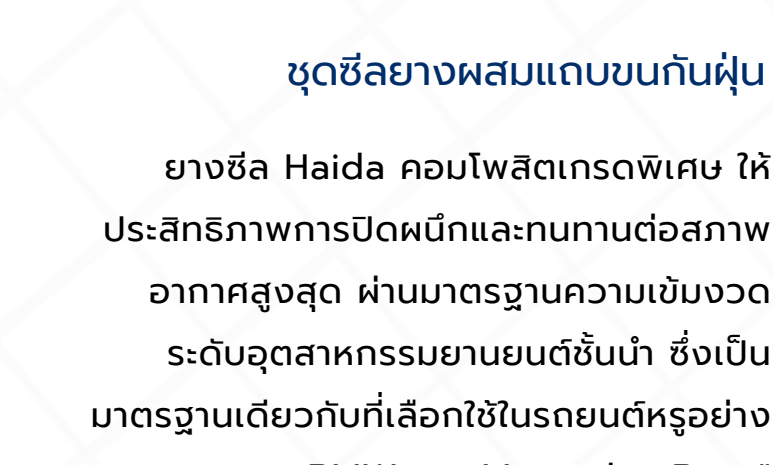 ชุดซีลยางผสมแถบขนกันฝุ่น
ยางซีล Haida คอมโพสิตเกรดพิเศษ ให้
ประสิทธิภาพการปิดผนึกและทนทานต่อสภาพ
อากาศสูงสุด ผ่านมาตรฐานความเข้มงวด
ระดับอุตสาหกรรมยานยนต์ชั้นนำ ซึ่งเป็น
มาตรฐานเดียวกับที่เลือกใช้ในรถยนต์หรูอย่าง